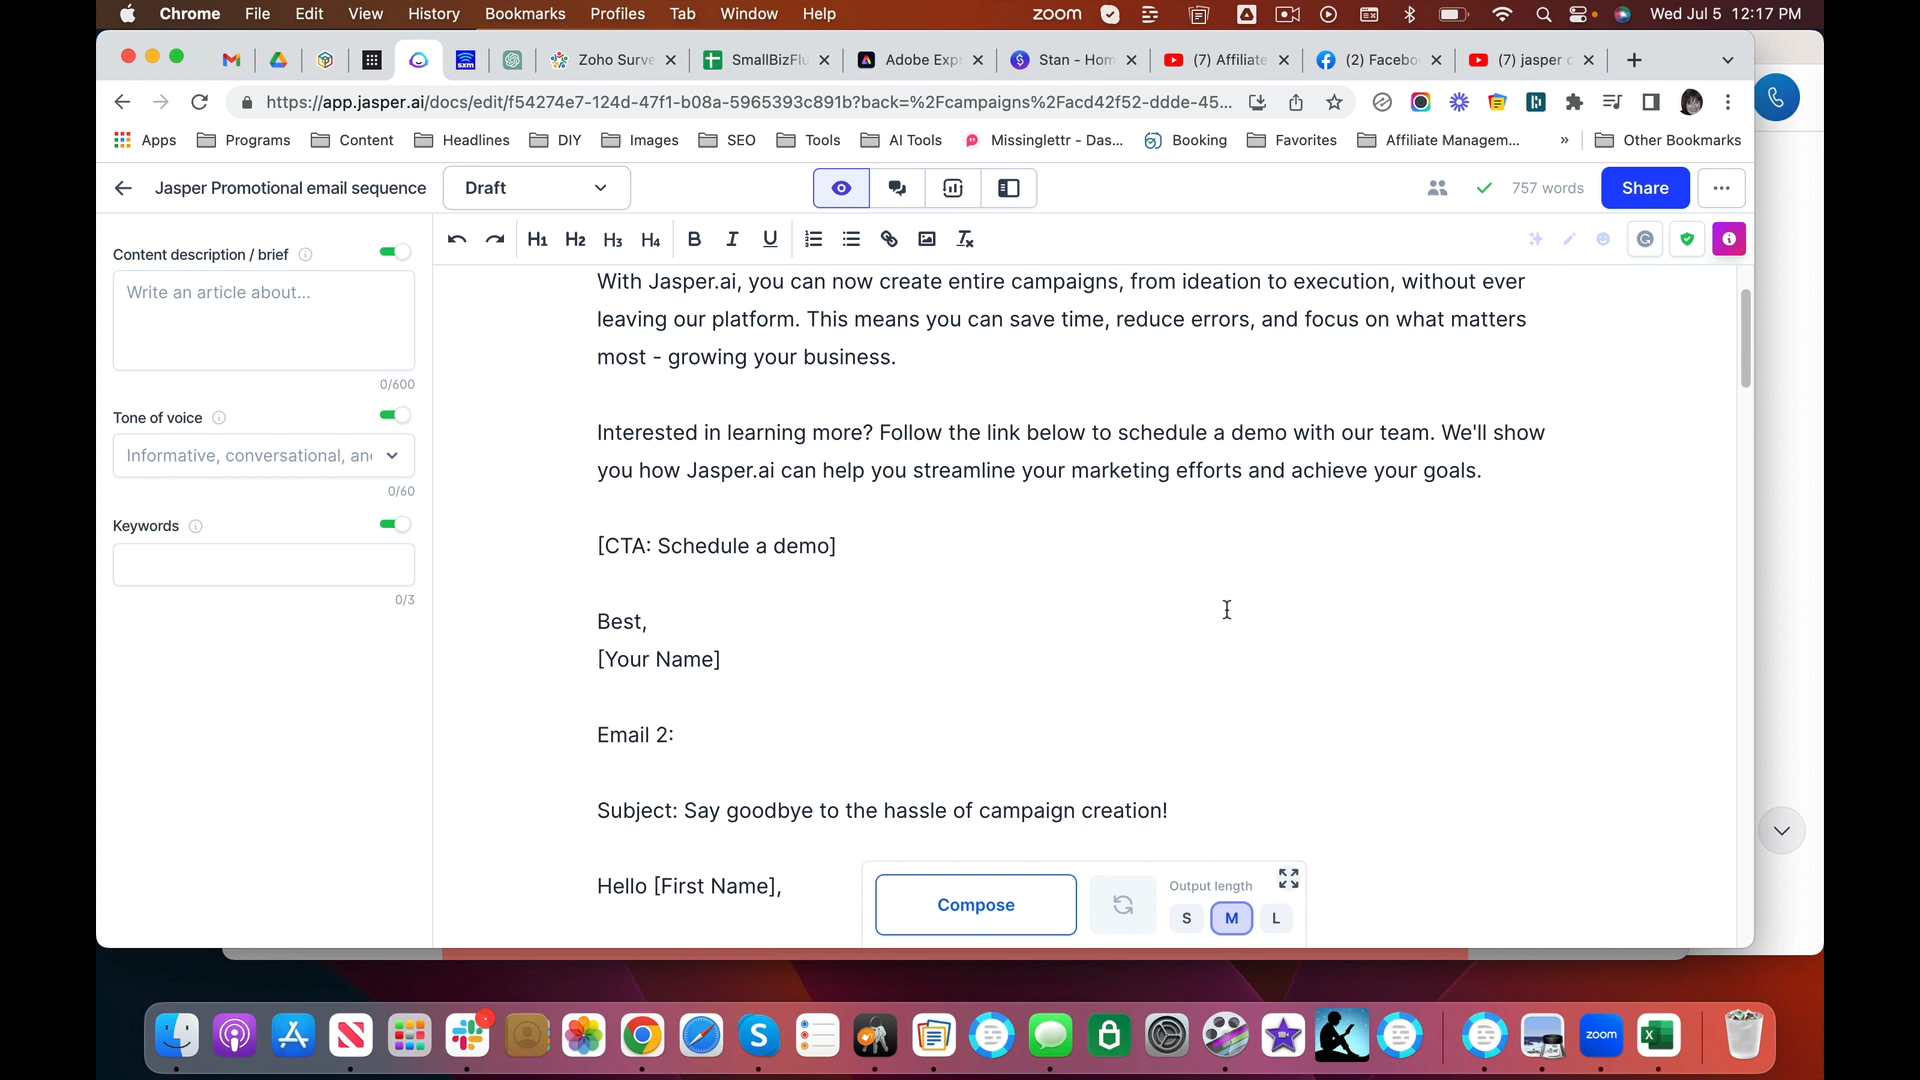 Chrome File Edit View History Bookmarks Profiles Tab Window Help zoom Wed Jul 5 12:17 PM
Zoho Surve SmallBizFlu Adobe Exp Stan - Hom (7) Affiliate (2) Facebo (7) jasper c
https://app.jasper.ai/docs/edit/f54274e7-124d-47f1-b08a-5965393c891b?back=%2Fcampaigns%2Facd42f52-ddde-45...
Apps Programs Content Headlines DIY Images SEO Tools AI Tools Missinglettr - Das... Booking Favorites Affiliate Managem... » Other Bookmarks
Jasper Promotional email sequence Draft 757 words Share
H1 H2 H3 H4 B I U
Content description / brief
Write an article about...
0/600
Tone of voice
Informative, conversational, an
0/60
Keywords
0/3
With Jasper.ai, you can now create entire campaigns, from ideation to execution, without ever
leaving our platform. This means you can save time, reduce errors, and focus on what matters
most - growing your business.
Interested in learning more? Follow the link below to schedule a demo with our team. We'll show
you how Jasper.ai can help you streamline your marketing efforts and achieve your goals.
[CTA: Schedule a demo]
Best,
[Your Name]
Email 2:
Subject: Say goodbye to the hassle of campaign creation!
Hello [First Name],
Compose
Output length
S M L
zoom